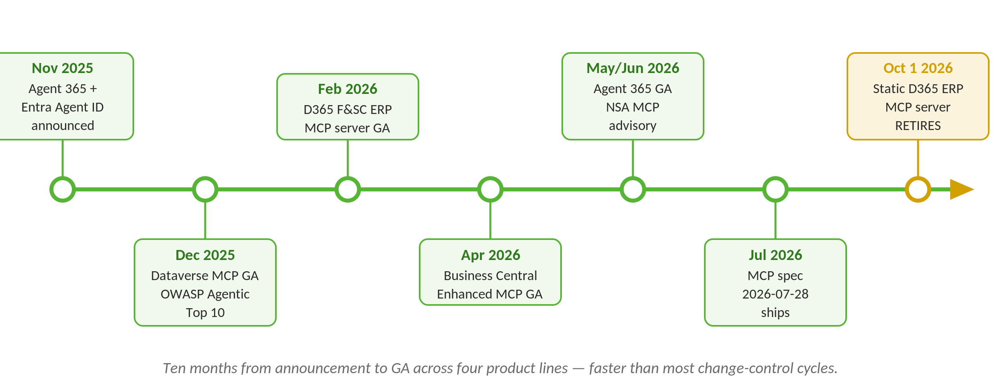 Nov 2025
Agent 365 +
Entra Agent ID
announced
Dec 2025
Dataverse MCP GA
OWASP Agentic
Top 10
Feb 2026
D365 F&SC ERP
MCP server GA
Apr 2026
Business Central
Enhanced MCP GA
May/Jun 2026
Agent 365 GA
NSA MCP
advisory
Jul 2026
MCP spec
2026-07-28
ships
Oct 1 2026
Static D365 ERP
MCP server
RETIRES
Ten months from announcement to GA across four product lines — faster than most change-control cycles.